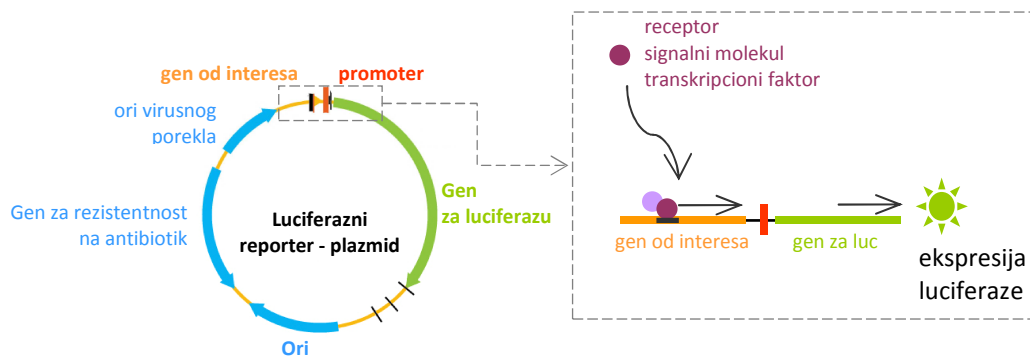 gen od interesa
promoter
ori virusnog
porekla
Gen za rezistentnost
na antibiotik
Luciferazni
reporter - plazmid
Gen
za luciferazu
Ori
receptor
signalni molekul
transkripcioni faktor
gen od interesa
gen za luc
ekspresija
luciferaze